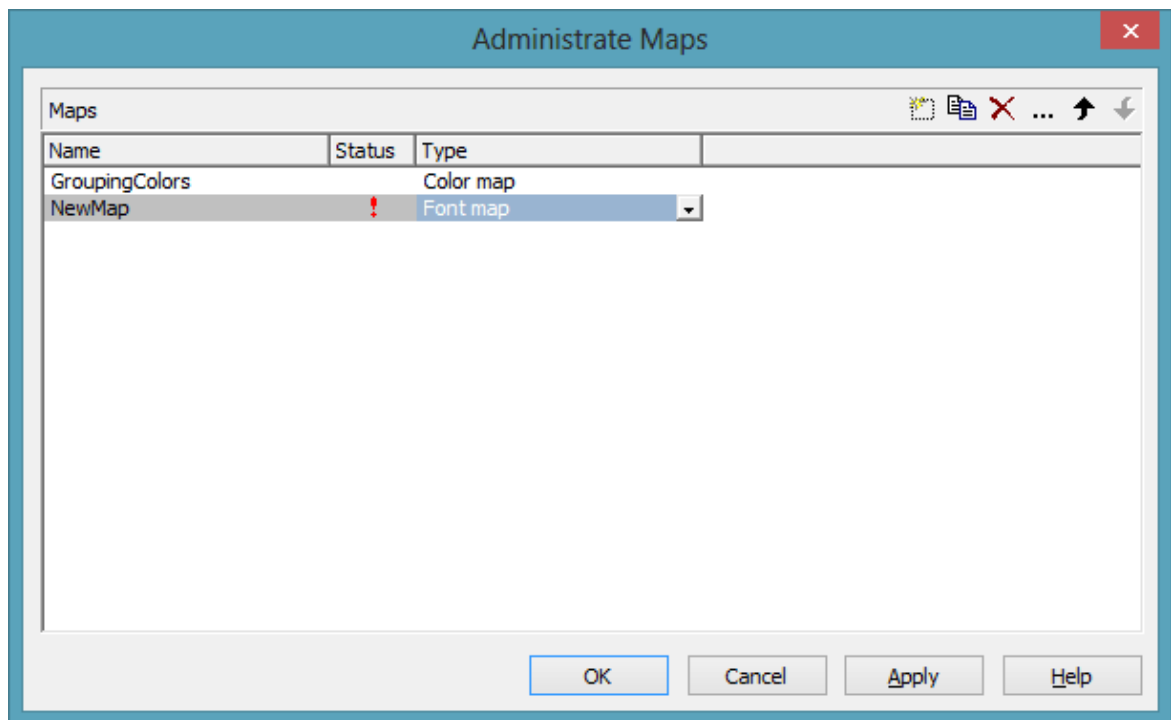 Administrate Maps
Maps
Name Status Type
GroupingColors Color map
NewMap Font map
OK Cancel Apply Help